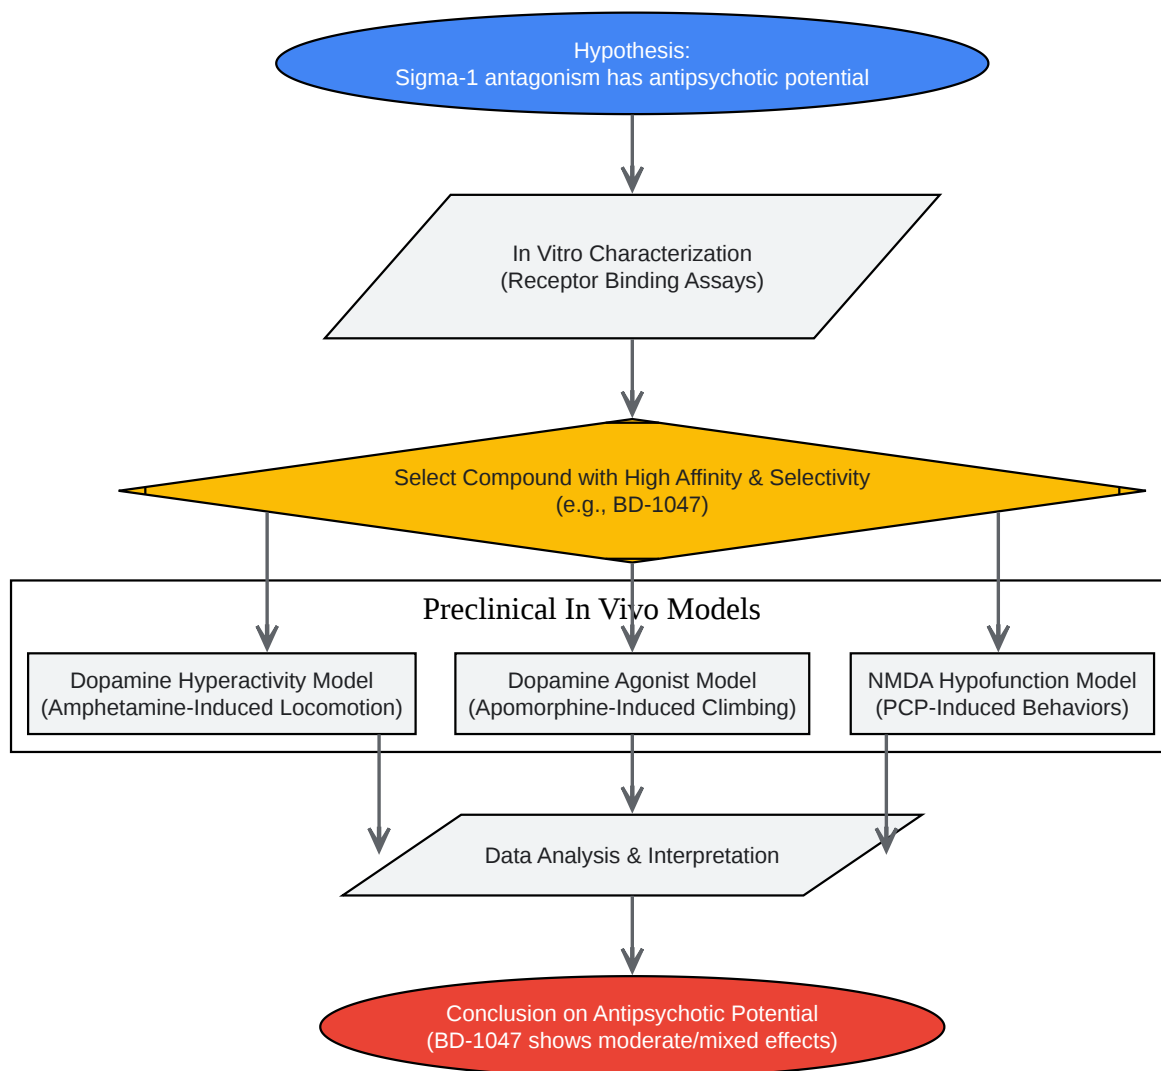 Hypothesis:
Sigma-1 antagonism has antipsychotic potential
In Vitro Characterization
(Receptor Binding Assays)
Select Compound with High Affinity & Selectivity
(e.g., BD-1047)
Preclinical In Vivo Models
Dopamine Hyperactivity Model
(Amphetamine-Induced Locomotion)
Dopamine Agonist Model
(Apomorphine-Induced Climbing)
NMDA Hypofunction Model
(PCP-Induced Behaviors)
Data Analysis & Interpretation
Conclusion on Antipsychotic Potential
(BD-1047 shows moderate/mixed effects)